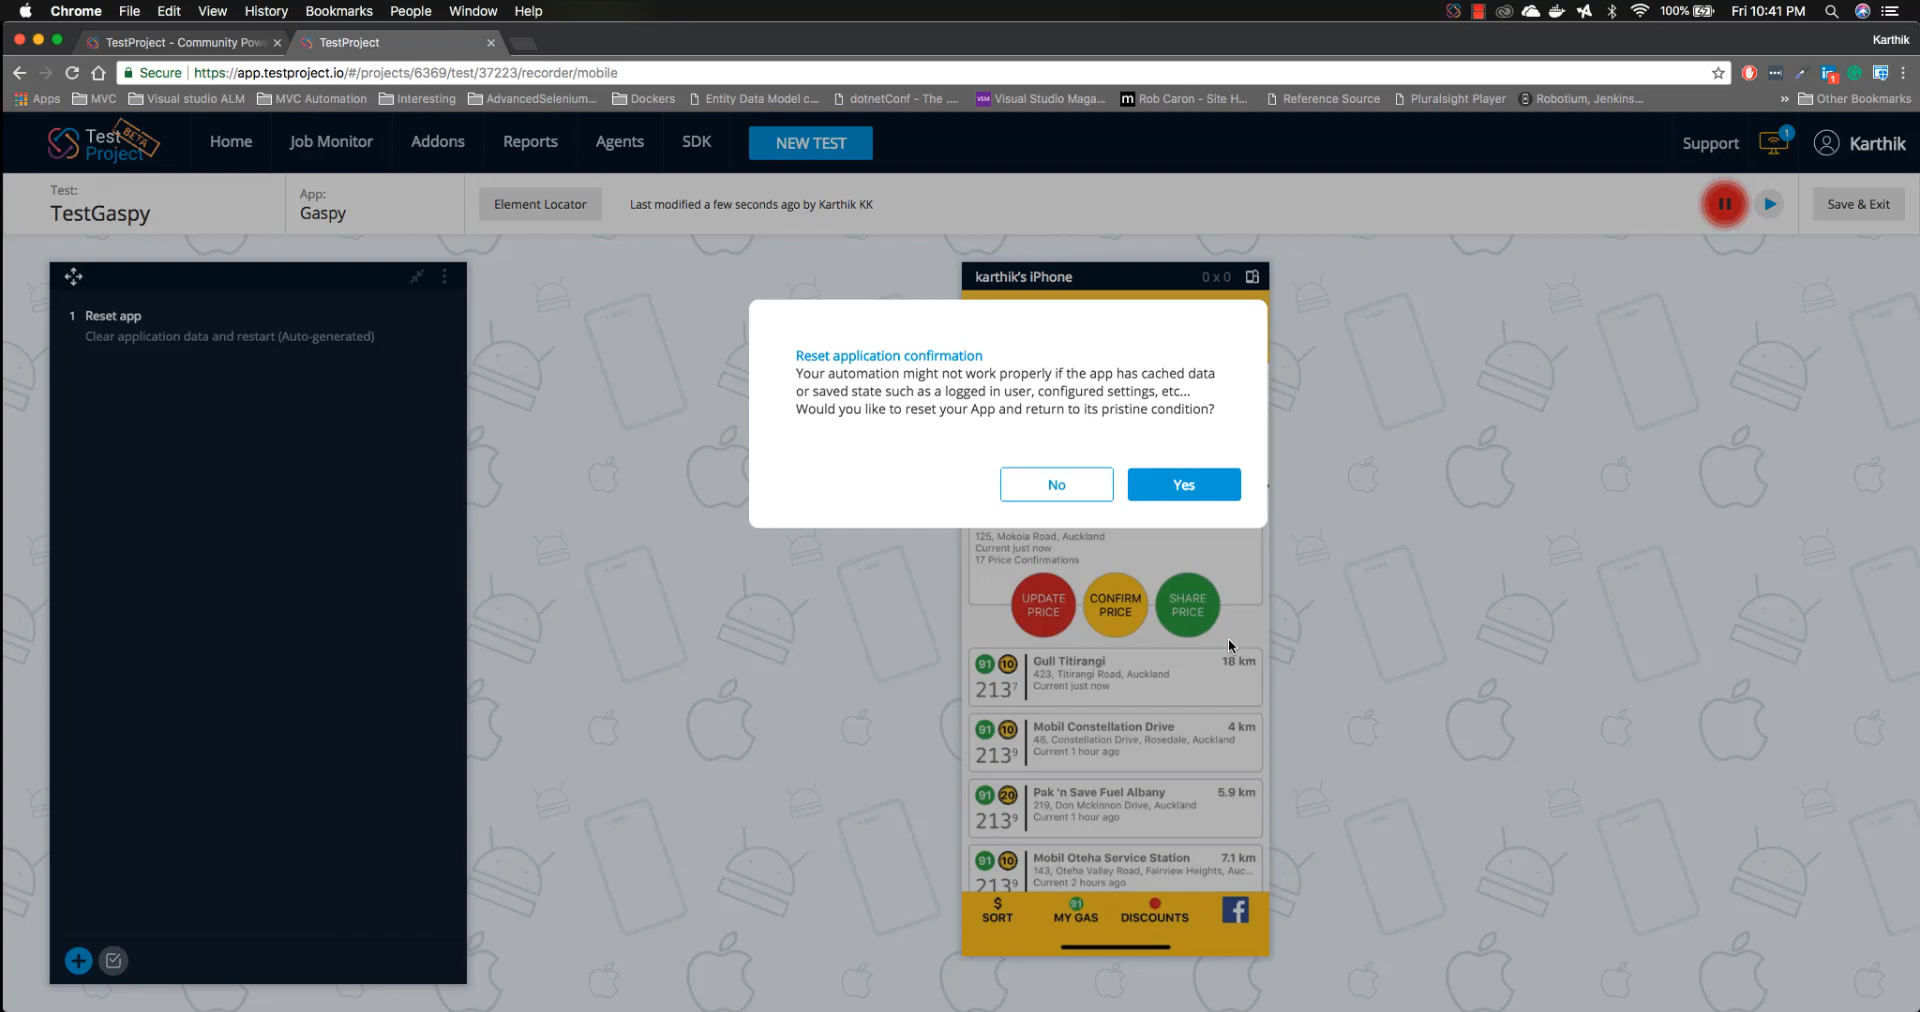 Chrome File Edit View History Bookmarks People Window Help 100% Fri 10:41 PM
TestProject - Community Pow
TestProject
Karthik
Secure https://app.testproject.io/#/projects/6369/test/37223/recorder/mobile
Apps MVC Visual studio ALM MVC Automation Interesting AdvancedSelenium... Dockers Entity Data Model c... dotnetConf - The .... Visual Studio Maga... Rob Caron - Site H... Reference Source Pluralsight Player Robotium, Jenkins... » Other Bookmarks
Test Project BETA
Home Job Monitor Addons Reports Agents SDK NEW TEST Support 1 Karthik
Test:
TestGaspy
App:
Gaspy
Element Locator
Last modified a few seconds ago by Karthik KK
Save & Exit
1 Reset app
Clear application data and restart (Auto-generated)
karthik's iPhone 0 x 0
Reset application confirmation
Your automation might not work properly if the app has cached data
or saved state such as a logged in user, configured settings, etc...
Would you like to reset your App and return to its pristine condition?
No Yes
125, Mokoia Road, Auckland
Current just now
17 Price Confirmations
UPDATE PRICE
CONFIRM PRICE
SHARE PRICE
91 10 Gull Titirangi 18 km
423, Titirangi Road, Auckland
213⁷ Current just now
91 10 Mobil Constellation Drive 4 km
48, Constellation Drive, Rosedale, Auckland
213⁹ Current 1 hour ago
91 20 Pak 'n Save Fuel Albany 5.9 km
219, Don Mckinnon Drive, Auckland
213⁹ Current 1 hour ago
91 10 Mobil Oteha Service Station 7.1 km
143, Oteha Valley Road, Fairview Heights, Auc...
213⁹ Current 2 hours ago
$ 91
SORT MY GAS DISCOUNTS f